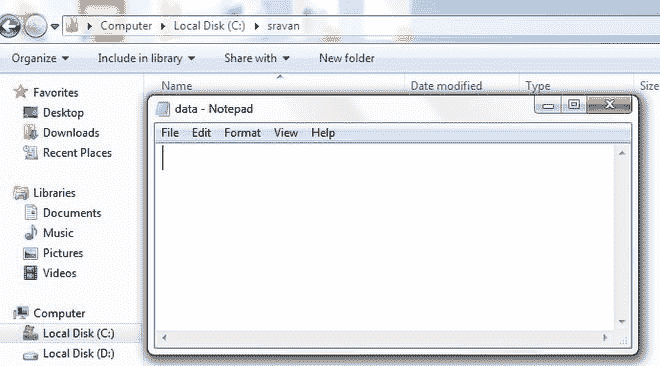 Computer Local Disk (C:) sravan
Organize Include in library Share with New folder
Name Date modified Type Size
Favorites
Desktop
Downloads
Recent Places
Libraries
Documents
Music
Pictures
Videos
Computer
Local Disk (C:)
Local Disk (D:)
data - Notepad
File Edit Format View Help